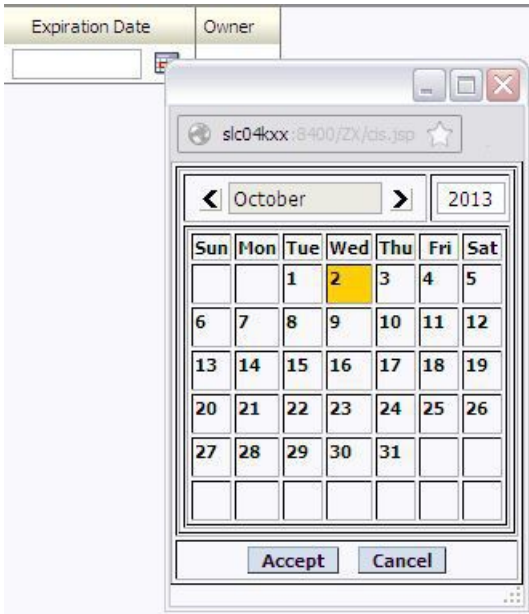 Expiration Date Owner
slc04kxx:8400/ZX/cis.jsp
October 2013
Sun Mon Tue Wed Thu Fri Sat
1 2 3 4 5
6 7 8 9 10 11 12
13 14 15 16 17 18 19
20 21 22 23 24 25 26
27 28 29 30 31
Accept Cancel